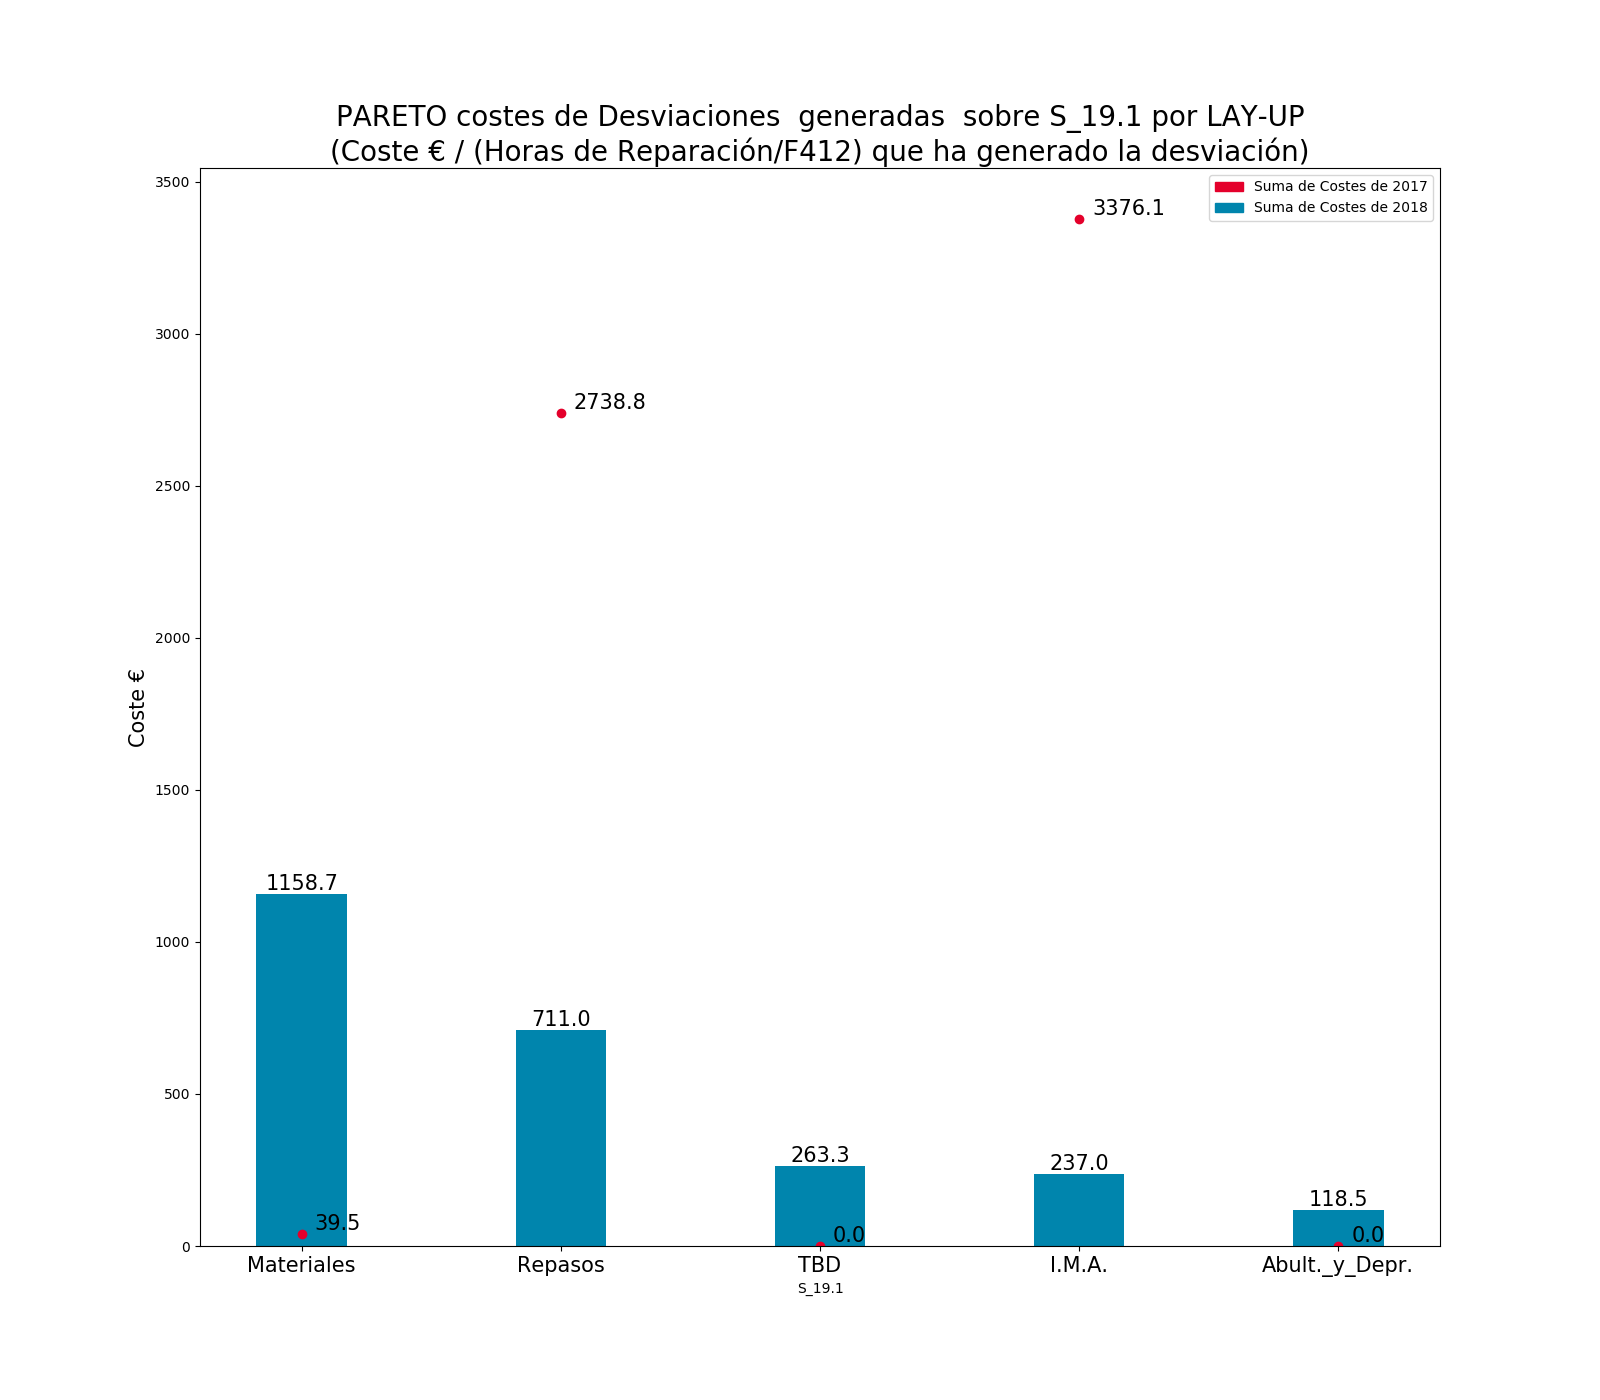 PARETO costes de Desviaciones  generadas  sobre S_19.1 por LAY-UP
(Coste € / (Horas de Reparación/F412) que ha generado la desviación)
Suma de Costes de 2017
Suma de Costes de 2018
Coste €
3500
3000
2500
2000
1500
1000
500
0
3376.1
2738.8
1158.7
711.0
263.3
237.0
118.5
39.5
0.0
0.0
Materiales
Repasos
TBD
I.M.A.
Abult._y_Depr.
S_19.1